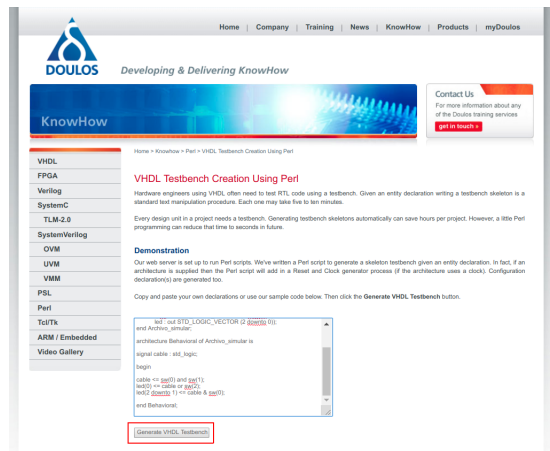 Home | Company | Training | News | KnowHow | Products | myDoulos
DOULOS
Developing & Delivering KnowHow
KnowHow
Contact Us
For more information about any
of the Doulos training services
get in touch »
Home > Knowhow > Perl > VHDL Testbench Creation Using Perl
VHDL
FPGA
Verilog
SystemC
TLM-2.0
SystemVerilog
OVM
UVM
VMM
PSL
Perl
Tcl/Tk
ARM / Embedded
Video Gallery
VHDL Testbench Creation Using Perl
Hardware engineers using VHDL often need to test RTL code using a testbench. Given an entity declaration writing a testbench skeleton is a
standard text manipulation procedure. Each one may take five to ten minutes.
Every design unit in a project needs a testbench. Generating testbench skeletons automatically can save hours per project. However, a little Perl
programming can reduce that time to seconds in future.
Demonstration
Our web server is set up to run Perl scripts. We've written a Perl script to generate a skeleton testbench given an entity declaration. In fact, if an
architecture is supplied then the Perl script will add in a Reset and Clock generator process (if the architecture uses a clock). Configuration
declaration(s) are generated too.
Copy and paste your own declarations or use our sample code below. Then click the Generate VHDL Testbench button.
led : out STD_LOGIC_VECTOR (2 downto 0));
end Archivo_simular;
architecture Behavioral of Archivo_simular is
signal cable : std_logic;
begin
cable <= sw(0) and sw(1);
led(0) <= cable or sw(2);
led(2 downto 1) <= cable & sw(0);
end Behavioral;
Generate VHDL Testbench